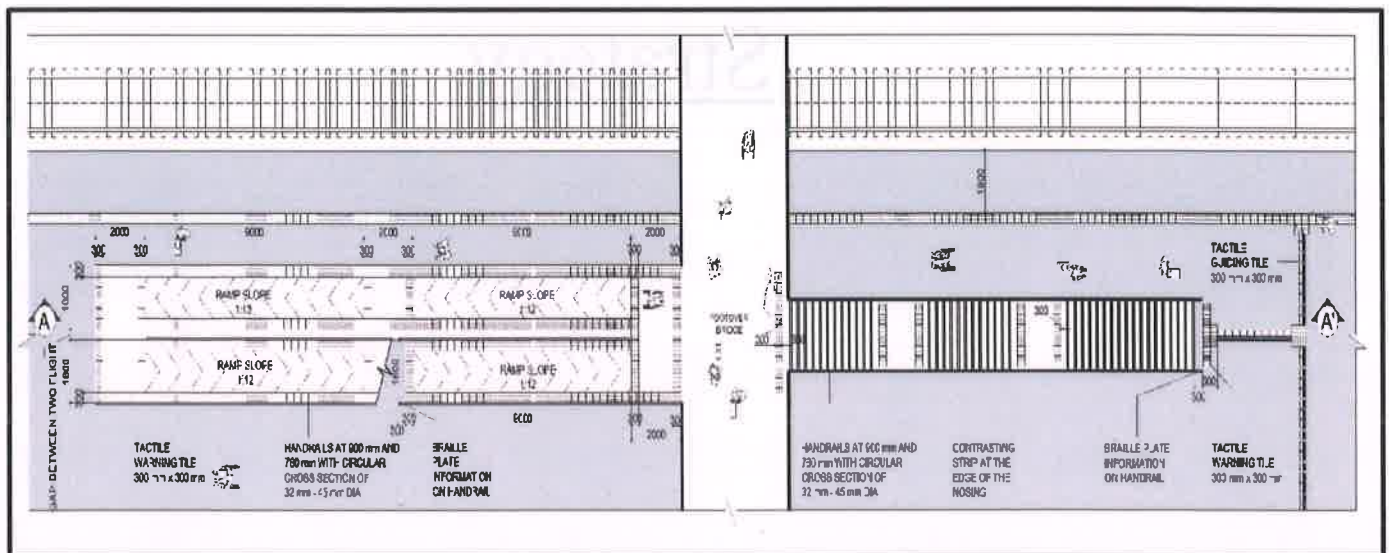 1800
2000
9000
2000
9000
2000
300
300
300
300
TACTILE
GUIDING TILE
300 mm x 300 mm
RAMP SLOPE
1:12
RAMP SLOPE
1:12
A
1800
GAP BETWEEN TWO FLIGHT
RAMP SLOPE
1:12
RAMP SLOPE
1:12
300
A'
9000
2000
TACTILE
WARNING TILE
300 mm x 300 mm
HANDRAILS AT 900 mm AND
760 mm WITH CIRCULAR
CROSS SECTION OF
32 mm - 45 mm DIA
BRAILLE
PLATE
INFORMATION
ON HANDRAIL
HANDRAILS AT 900 mm AND
760 mm WITH CIRCULAR
CROSS SECTION OF
32 mm - 45 mm DIA
CONTRASTING
STRIP AT THE
EDGE OF THE
NOSING
BRAILLE PLATE
INFORMATION
ON HANDRAIL
TACTILE
WARNING TILE
300 mm x 300 mm